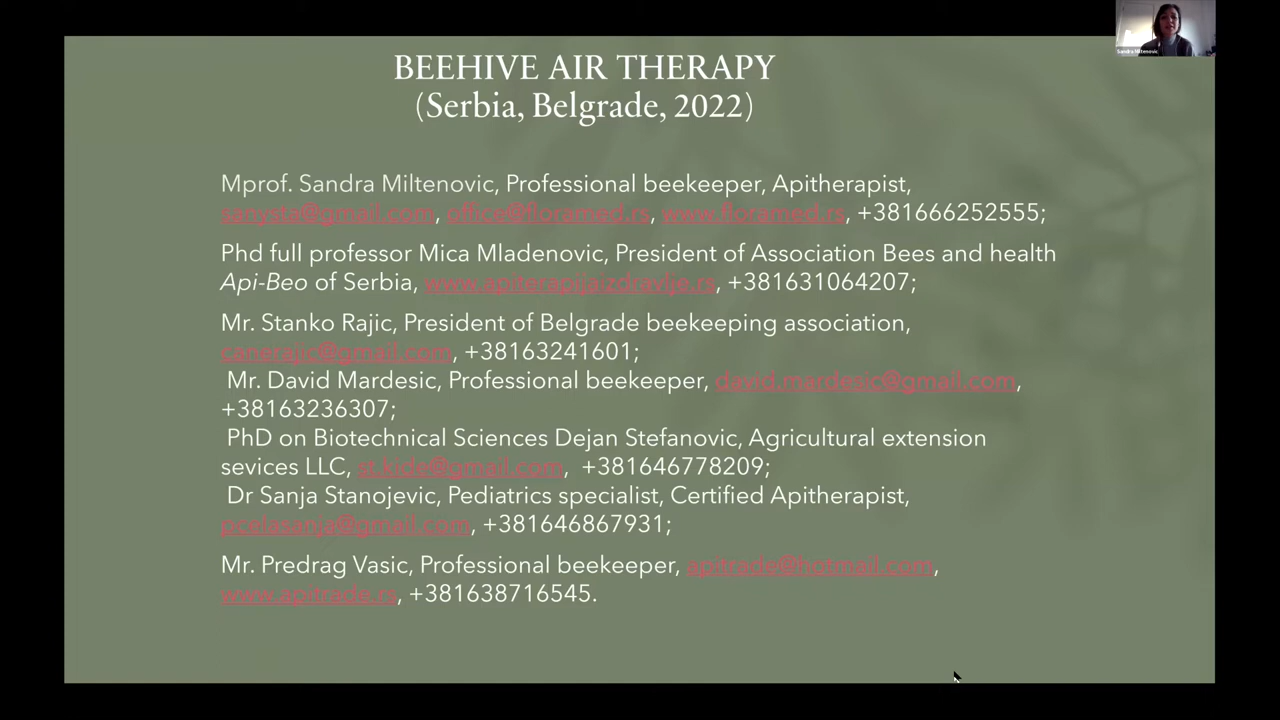 BEEHIVE AIR THERAPY
(Serbia, Belgrade, 2022)
Mprof. Sandra Miltenovic, Professional beekeeper, Apitherapist,
sanysta@gmail.com, office@floramed.rs, www.floramed.rs, +381666252555;
Phd full professor Mica Mladenovic, President of Association Bees and health
Api-Beo of Serbia, www.apiterapijaizdravlje.rs, +381631064207;
Mr. Stanko Rajic, President of Belgrade beekeeping association,
canerajic@gmail.com, +38163241601;
Mr. David Mardesic, Professional beekeeper, david.mardesic@gmail.com,
+38163236307;
PhD on Biotechnical Sciences Dejan Stefanovic, Agricultural extension
sevices LLC, st.kide@gmail.com, +381646778209;
Dr Sanja Stanojevic, Pediatrics specialist, Certified Apitherapist,
pcelasanja@gmail.com, +381646867931;
Mr. Predrag Vasic, Professional beekeeper, apitrade@hotmail.com,
www.apitrade.rs, +381638716545.
Sandra Miltenovic